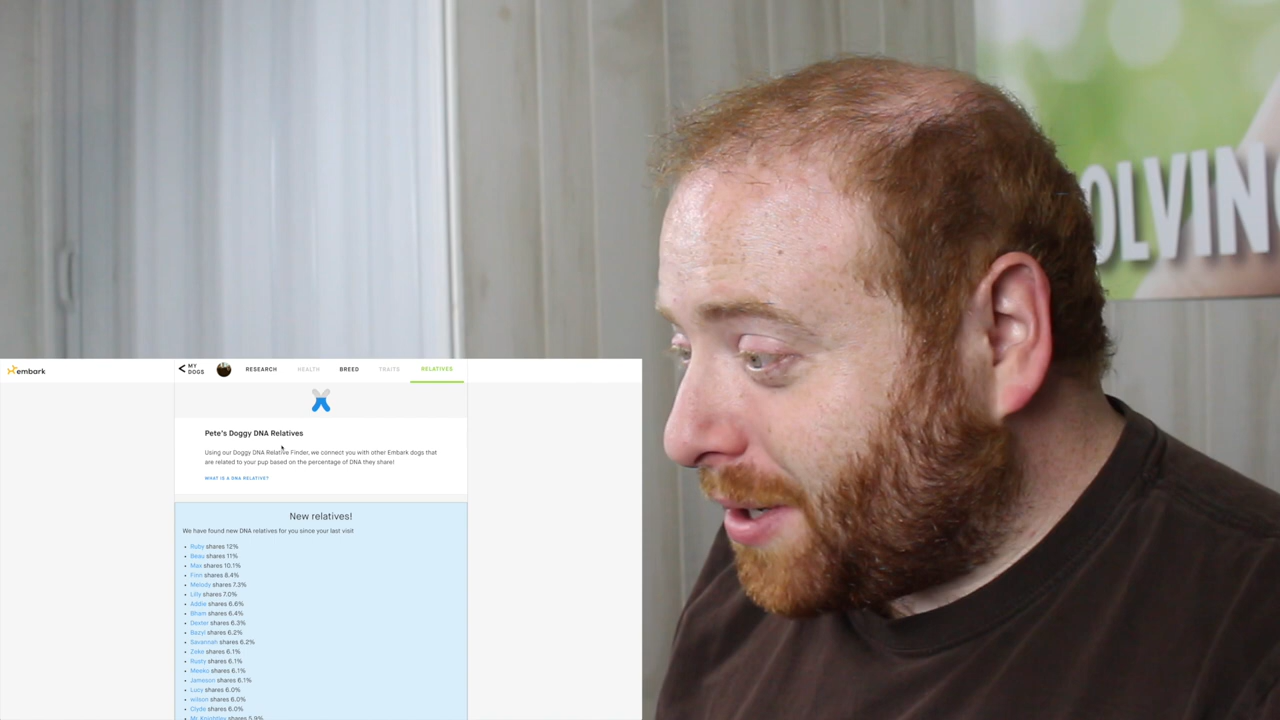 OLVIN
embark
MY DOGS
RESEARCH
HEALTH
BREED
TRAITS
RELATIVES
Pete's Doggy DNA Relatives
Using our Doggy DNA Relative Finder, we connect you with other Embark dogs that
are related to your pup based on the percentage of DNA they share!
WHAT IS A DNA RELATIVE?
New relatives!
We have found new DNA relatives for you since your last visit
• Ruby shares 12%
• Beau shares 11%
• Max shares 10.1%
• Finn shares 8.4%
• Melody shares 7.3%
• Lilly shares 7.0%
• Addie shares 6.6%
• Bham shares 6.4%
• Dexter shares 6.3%
• Bazyl shares 6.2%
• Savannah shares 6.2%
• Zeke shares 6.1%
• Rusty shares 6.1%
• Meeko shares 6.1%
• Jameson shares 6.1%
• Lucy shares 6.0%
• wilson shares 6.0%
• Clyde shares 6.0%
• Mr. Knightley shares 5.9%